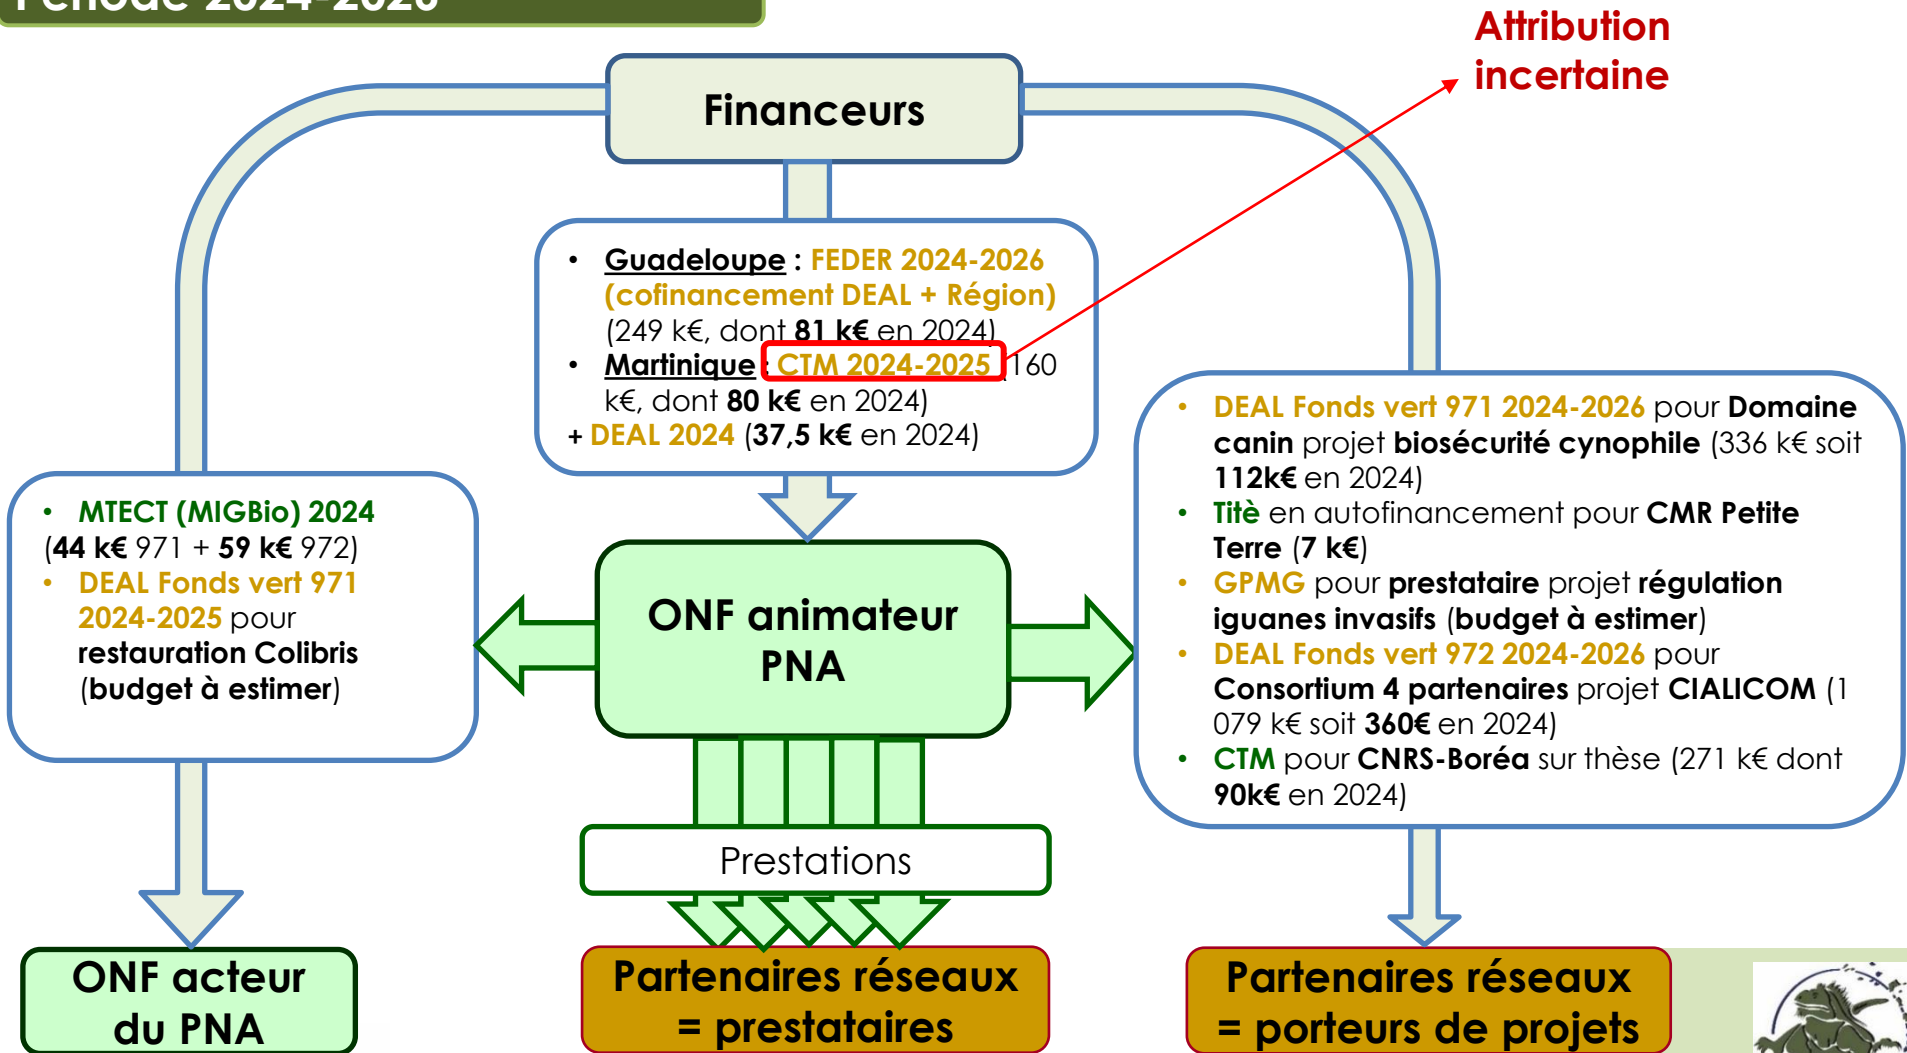 Période 2024-2026
Attribution
incertaine
Financeurs
• Guadeloupe : FEDER 2024-2026
(cofinancement DEAL + Région)
(249 k€, dont 81 k€ en 2024)
• Martinique : CTM 2024-2025 (160
k€, dont 80 k€ en 2024)
+ DEAL 2024 (37,5 k€ en 2024)
• MTECT (MIGBio) 2024
(44 k€ 971 + 59 k€ 972)
• DEAL Fonds vert 971
2024-2025 pour
restauration Colibris
(budget à estimer)
ONF animateur
PNA
• DEAL Fonds vert 971 2024-2026 pour Domaine
canin projet biosécurité cynophile (336 k€ soit
112k€ en 2024)
• Titè en autofinancement pour CMR Petite
Terre (7 k€)
• GPMG pour prestataire projet régulation
iguanes invasifs (budget à estimer)
• DEAL Fonds vert 972 2024-2026 pour
Consortium 4 partenaires projet CIALICOM (1
079 k€ soit 360€ en 2024)
• CTM pour CNRS-Boréa sur thèse (271 k€ dont
90k€ en 2024)
Prestations
ONF acteur
du PNA
Partenaires réseaux
= prestataires
Partenaires réseaux
= porteurs de projets